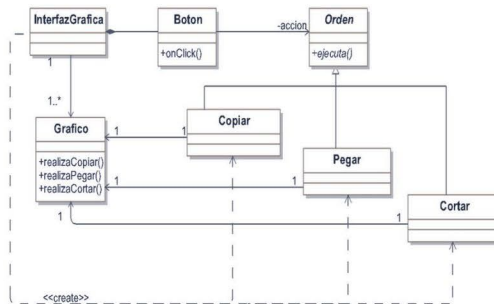 InterfazGrafica
Boton
Orden
+onClick()
-accion
+ejecuta()
1
1..*
Grafico
+realizaCopiar()
+realizaPegar()
+realizaCortar()
1
1
Copiar
1
1
Pegar
1
1
Cortar
<<create>>